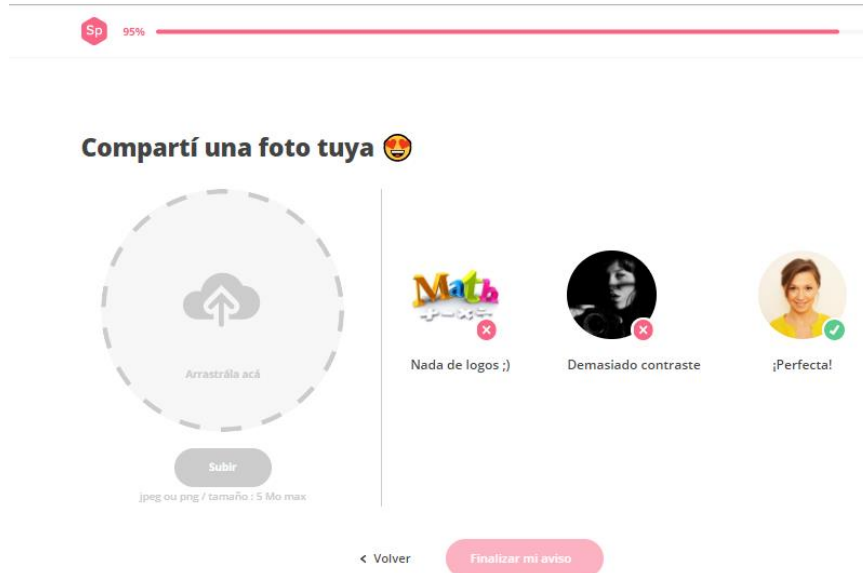 Sp 95%
Compartí una foto tuya 😍
Arrastrála acá
Subir
jpeg ou png / tamaño : 5 Mo max
Math
+-×÷
Nada de logos ;)
Demasiado contraste
¡Perfecta!
< Volver
Finalizar mi aviso